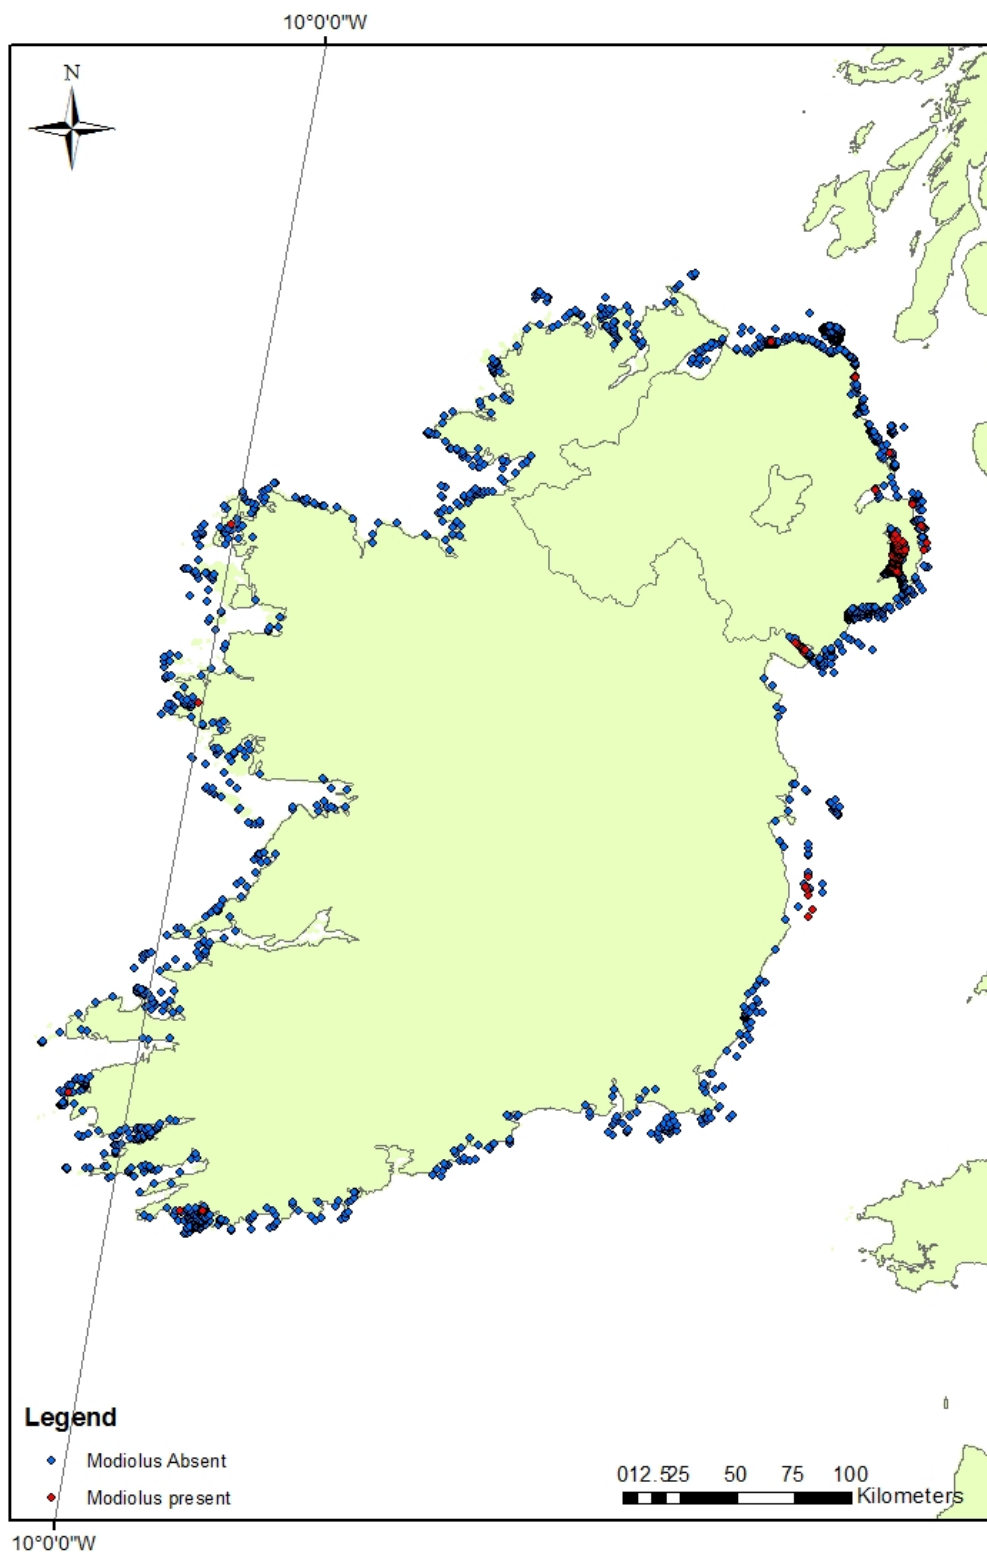 10°0'0"W
N
Legend
Modiolus Absent
Modiolus present
012.525 50 75 100
Kilometers
10°0'0"W